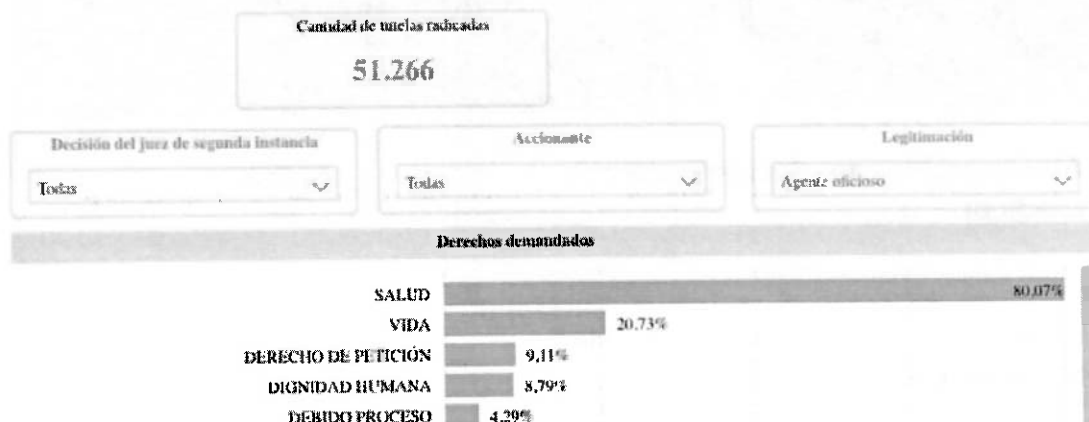 Cantidad de tutelas radicadas
51.266
Decisión del juez de segunda instancia
Todas
Accionante
Todas
Legitimación
Agente oficioso
Derechos demandados
SALUD 80,07%
VIDA 20,73%
DERECHO DE PETICIÓN 9,11%
DIGNIDAD HUMANA 8,79%
DEBIDO PROCESO 4,29%